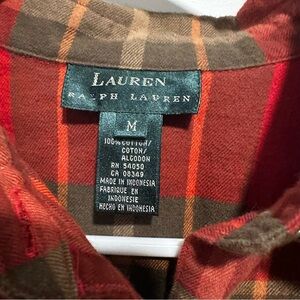 LAUREN
RALPH LAUREN
M
100% COTTON/
COTON/
ALGODON
RN 54050
CA 08349
MADE IN INDONESIA
FABRIQUE EN
INDONESIE
HECHO EN INDONESIA